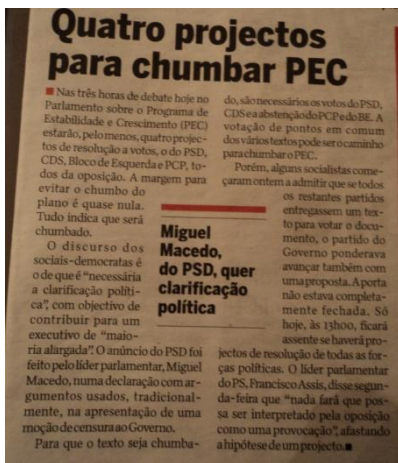 Quatro projectos
para chumbar PEC
■ Nas três horas de debate hoje no
Parlamento sobre o Programa de
Estabilidade e Crescimento (PEC)
estarão, pelo menos, quatro projec-
tos de resolução a votos, o do PSD,
CDS, Bloco de Esquerda e PCP, to-
dos da oposição. A margem para
evitar o chumbo do
plano é quase nula.
Tudo indica que será
chumbado.
O discurso dos
sociais-democratas é
o de que é "necessária
a clarificação políti-
ca", com objectivo de
contribuir para um
executivo de "maio-
ria alargada". O anúncio do PSD foi
feito pelo líder parlamentar, Miguel
Macedo, numa declaração com ar-
gumentos usados, tradicional-
mente, na apresentação de uma
moção de censura ao Governo.
Para que o texto seja chumba-
Miguel
Macedo,
do PSD, quer
clarificação
política
do, são necessários os votos do PSD,
CDS e a abstenção do PCP e do BE. A
votação de pontos em comum
dos vários textos pode ser o caminho
para chumbar o PEC.
Porém, alguns socialistas come-
çaram ontem a admitir que se todos
os restantes partidos
entregassem um tex-
to para votar o docu-
mento, o partido do
Governo ponderava
avançar também com
uma proposta. A porta
não estava completa-
mente fechada. Só
hoje, às 13h00, ficará
assente se haverá pro-
jectos de resolução de todas as for-
ças políticas. O líder parlamentar
do PS, Francisco Assis, disse segun-
da-feira que "nada fará que pos-
sa ser interpretado pela oposição
como uma provocação", afastando
a hipótese de um projecto. ■